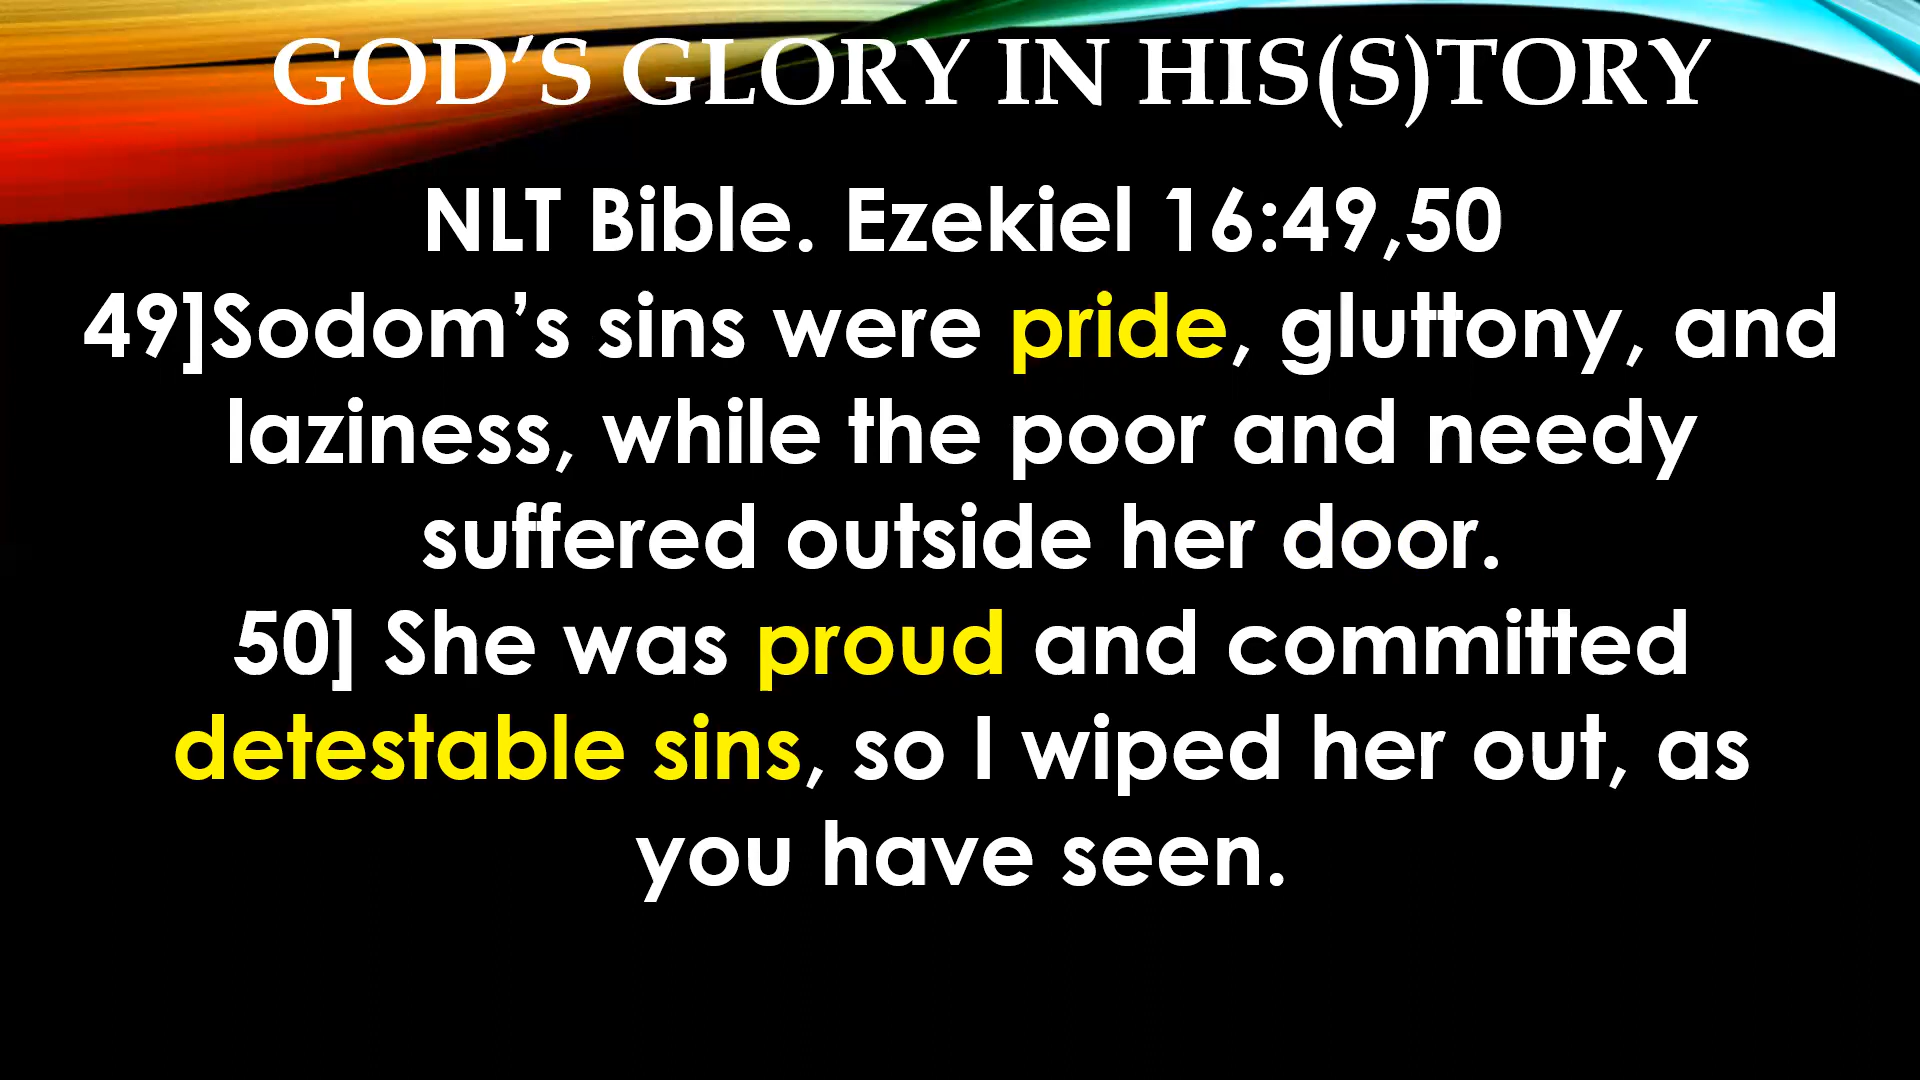 GOD’S GLORY IN HIS(S)TORY
NLT Bible. Ezekiel 16:49,50
49]Sodom’s sins were pride, gluttony, and
laziness, while the poor and needy
suffered outside her door.
50] She was proud and committed
detestable sins, so I wiped her out, as
you have seen.